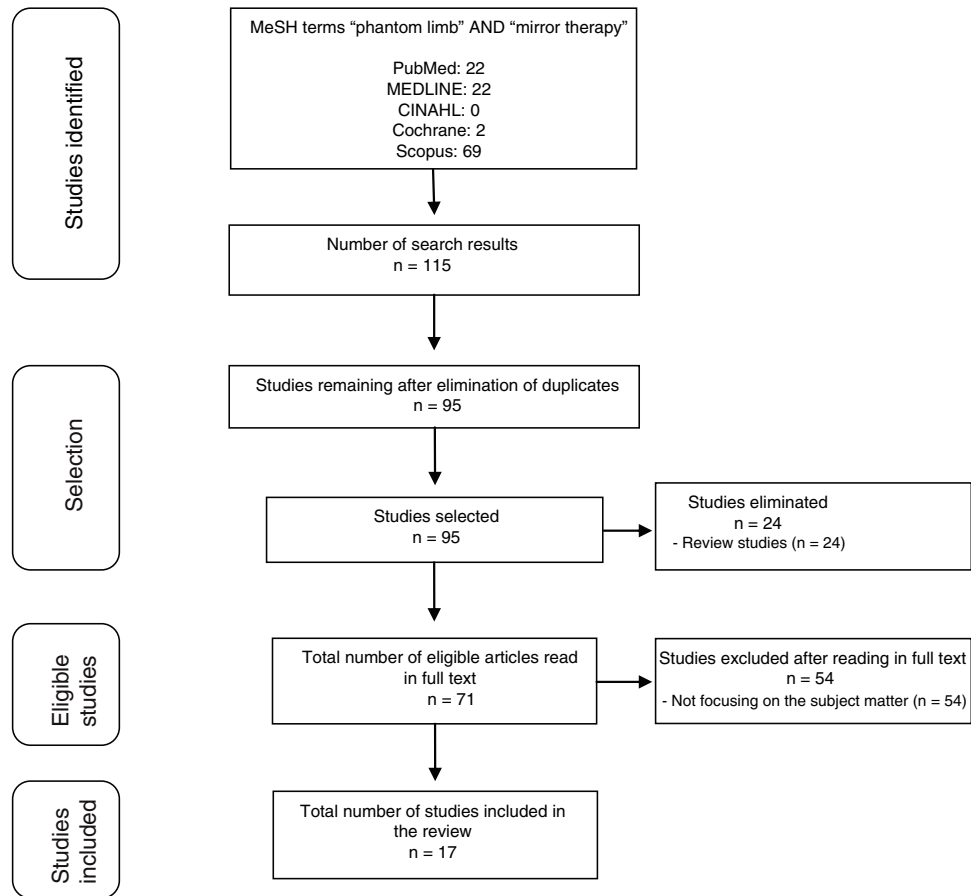 Studies identified
MeSH terms “phantom limb” AND “mirror therapy”
PubMed: 22
MEDLINE: 22
CINAHL: 0
Cochrane: 2
Scopus: 69
Number of search results
n = 115
Selection
Studies remaining after elimination of duplicates
n = 95
Studies selected
n = 95
Studies eliminated
n = 24
- Review studies (n = 24)
Eligible
studies
Total number of eligible articles read
in full text
n = 71
Studies excluded after reading in full text
n = 54
- Not focusing on the subject matter (n = 54)
Studies
included
Total number of studies included in
the review
n = 17